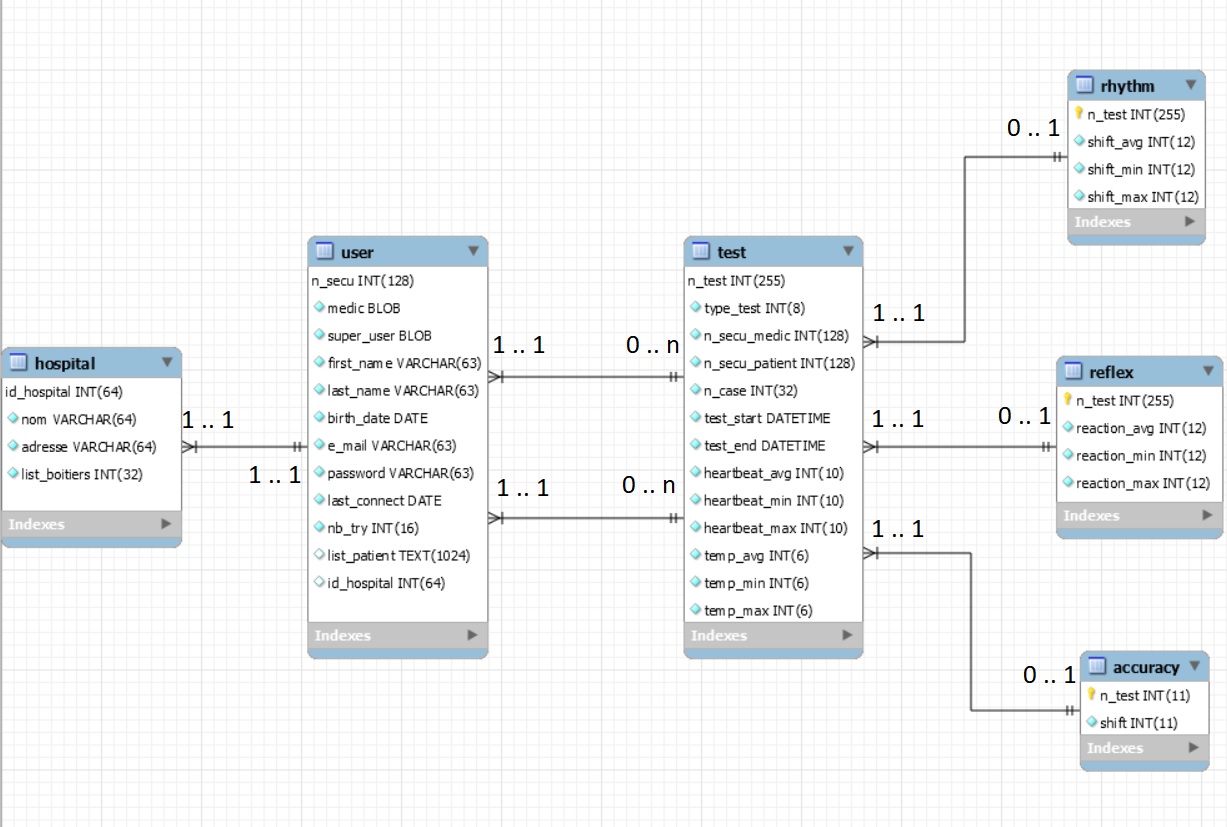 hospital
id_hospital INT(64)
nom VARCHAR(64)
adresse VARCHAR(64)
list_boitiers INT(32)
Indexes
1 .. 1
1 .. 1
user
n_secu INT(128)
medic BLOB
super_user BLOB
first_name VARCHAR(63)
last_name VARCHAR(63)
birth_date DATE
e_mail VARCHAR(63)
password VARCHAR(63)
last_connect DATE
nb_try INT(16)
list_patient TEXT(1024)
id_hospital INT(64)
Indexes
1 .. 1
0 .. n
1 .. 1
0 .. n
test
n_test INT(255)
type_test INT(8)
n_secu_medic INT(128)
n_secu_patient INT(128)
n_case INT(32)
test_start DATETIME
test_end DATETIME
heartbeat_avg INT(10)
heartbeat_min INT(10)
heartbeat_max INT(10)
temp_avg INT(6)
temp_min INT(6)
temp_max INT(6)
Indexes
1 .. 1
0 .. 1
1 .. 1
0 .. 1
1 .. 1
0 .. 1
rhythm
n_test INT(255)
shift_avg INT(12)
shift_min INT(12)
shift_max INT(12)
Indexes
reflex
n_test INT(255)
reaction_avg INT(12)
reaction_min INT(12)
reaction_max INT(12)
Indexes
accuracy
n_test INT(11)
shift INT(11)
Indexes